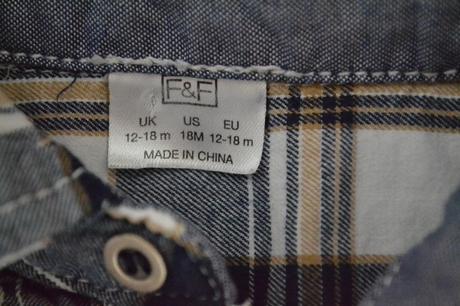 F&F
UK US EU
12-18 m 18M 12-18 m
MADE IN CHINA